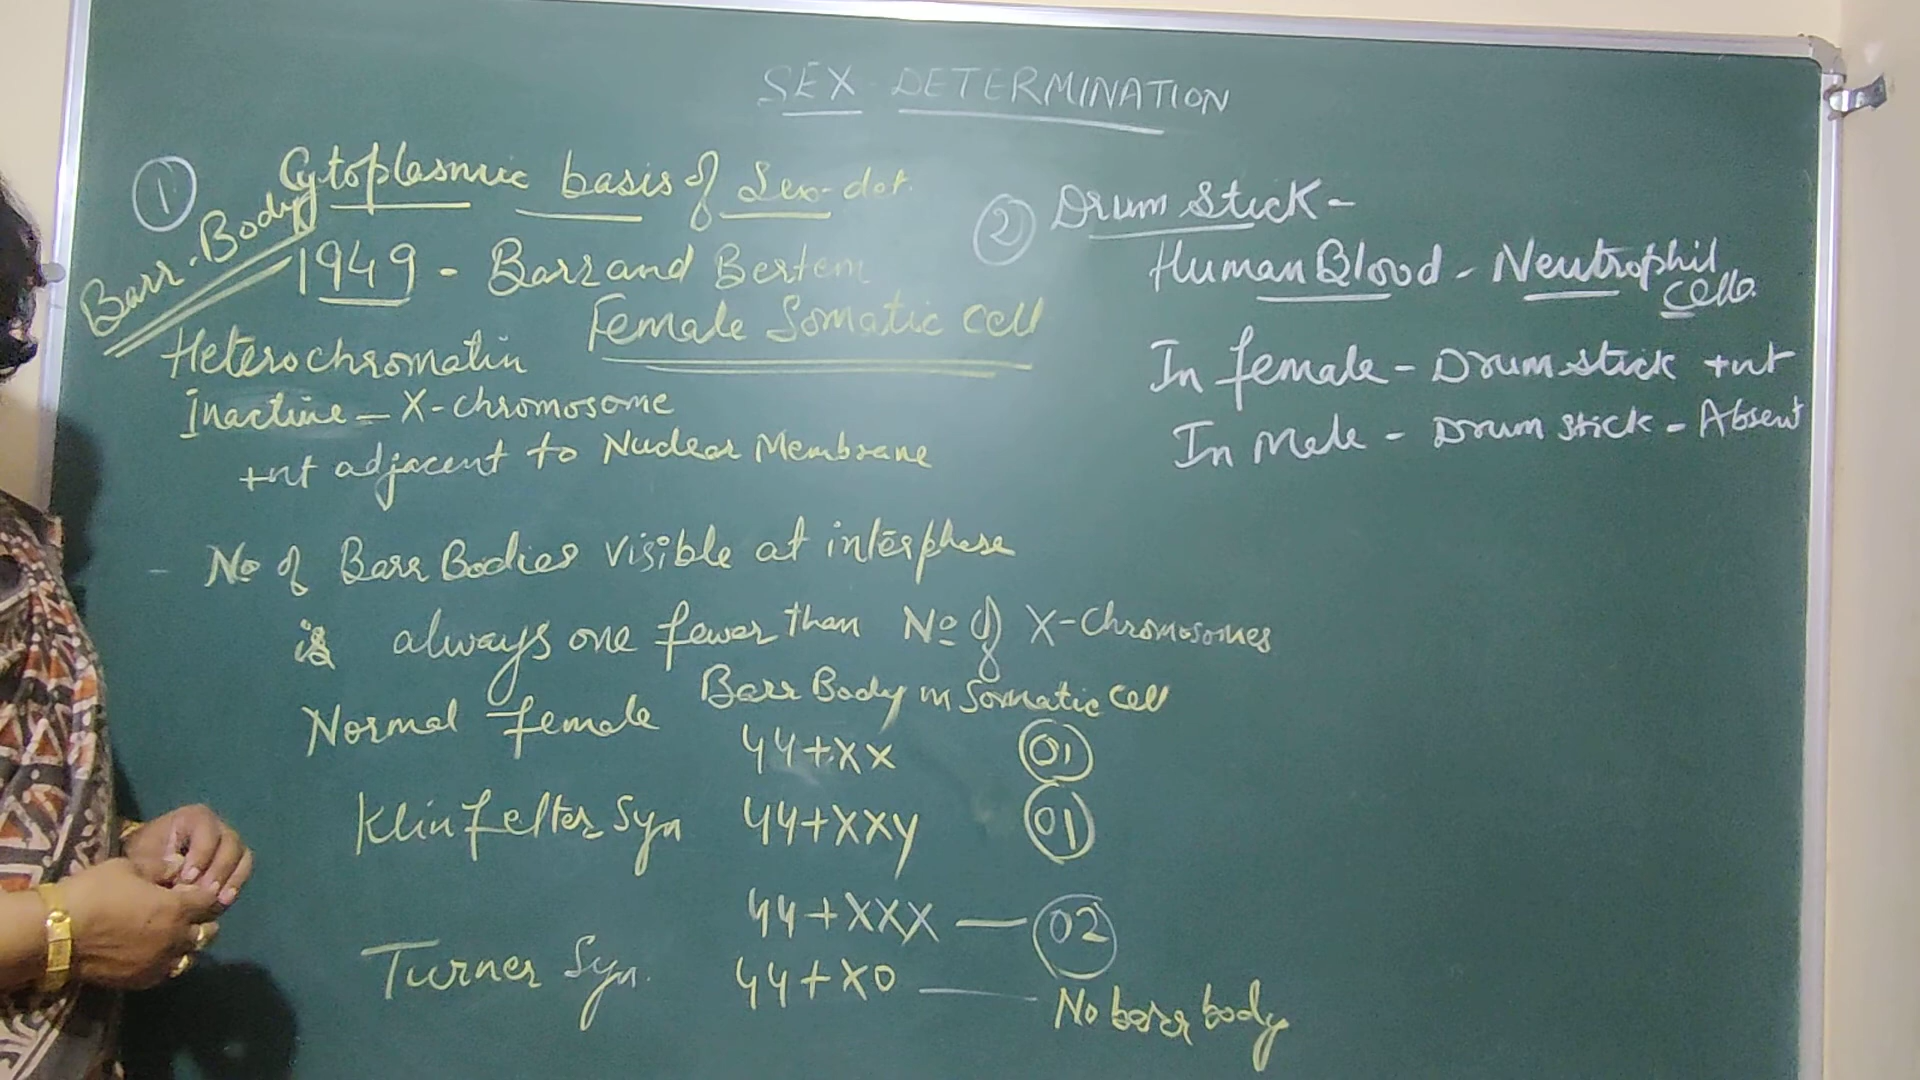 SEX DETERMINATION
① Cytoplasmic basis of Sex-det.
Barr-Body
1949 - Barr and Bertem
Female Somatic cell
Heterochromatin
Inactive - X-chromosome
+nt adjacent to Nuclear Membrane
No of Barr Bodies visible at interphase
is always one fewer than No of X-Chromosomes
Barr Body in Somatic Cell
Normal female 44+XX 01
Klinfelter Syn 44+XXy 01
44+XXX — 02
Turner Syn. 44+XO — No barr body
② Drum Stick -
Human Blood - Neutrophil
cells.
In female - Drum stick +nt
In Male - Drum stick - Absent